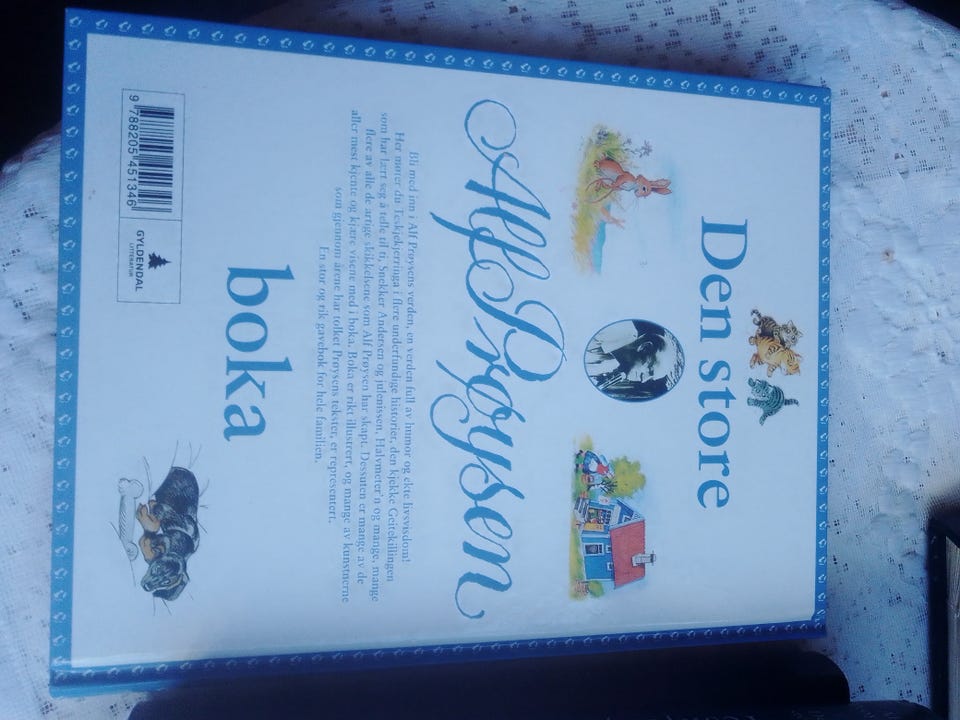 Den store
Alf Prøysen
Bli med inn i Alf Prøysens verden, en verden full av humor og ekte livsvisdom!
Her møter du Teskjekjerringa i flere underfundige historier, den kjekke Geitekillingen
som har lært seg å telle til ti, Snekker Andersen og julenissen, Halvmeter'n og mange, mange
flere av alle de artige skikkelsene som Alf Prøysen har skapt. Dessuten er mange av de
aller mest kjente og kjære visene med i boka. Boka er rikt illustrert, og mange av kunstnerne
som gjennom årene har tolket Prøysens tekster, er representert.
En stor og rik gavebok for hele familien.
boka
9 788205 451346
GYLDENDAL
LITTERATUR